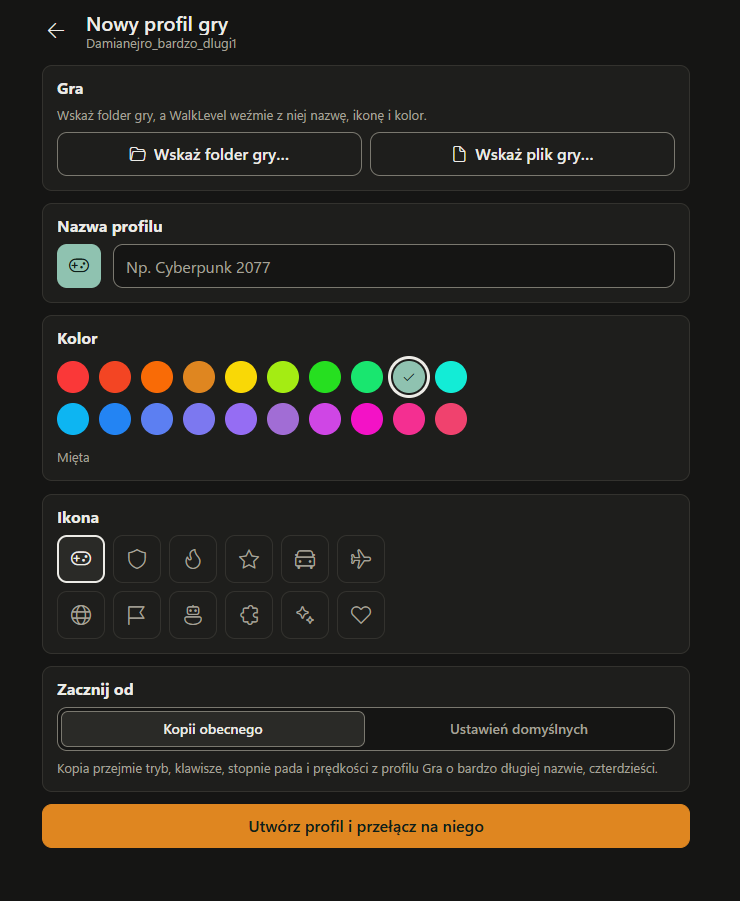 Nowy profil gry
Damianejro_bardzo_dlugi1
Gra
Wskaż folder gry, a WalkLevel weźmie z niej nazwę, ikonę i kolor.
Wskaż folder gry...
Wskaż plik gry...
Nazwa profilu
Np. Cyberpunk 2077
Kolor
Mięta
Ikona
Zacznij od
Kopii obecnego
Ustawień domyślnych
Kopia przejmie tryb, klawisze, stopnie pada i prędkości z profilu Gra o bardzo długiej nazwie, czterdzieści.
Utwórz profil i przełącz na niego